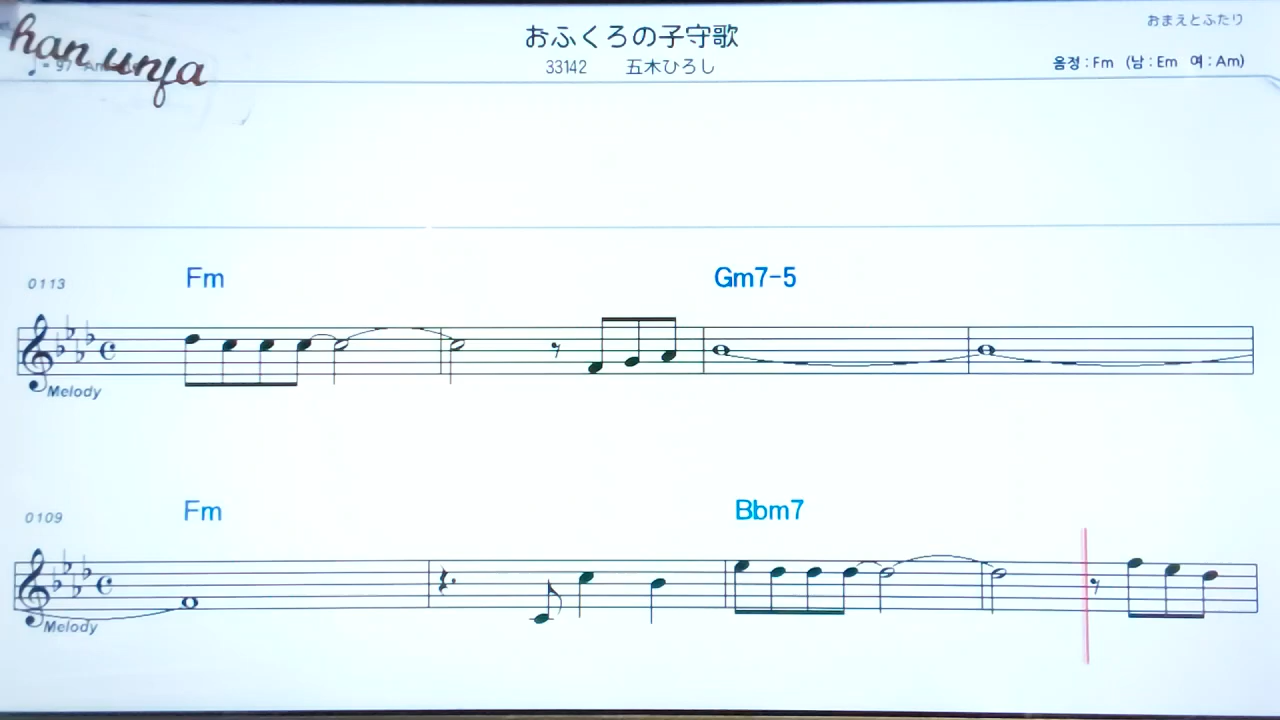 han unja
おふくろの子守歌
おまえとふたり
33142 五木ひろし
음정 : Fm (남 : Em 여 : Am)
♩= 97
0113 Fm Gm7-5
Melody
0109 Fm Bbm7
Melody